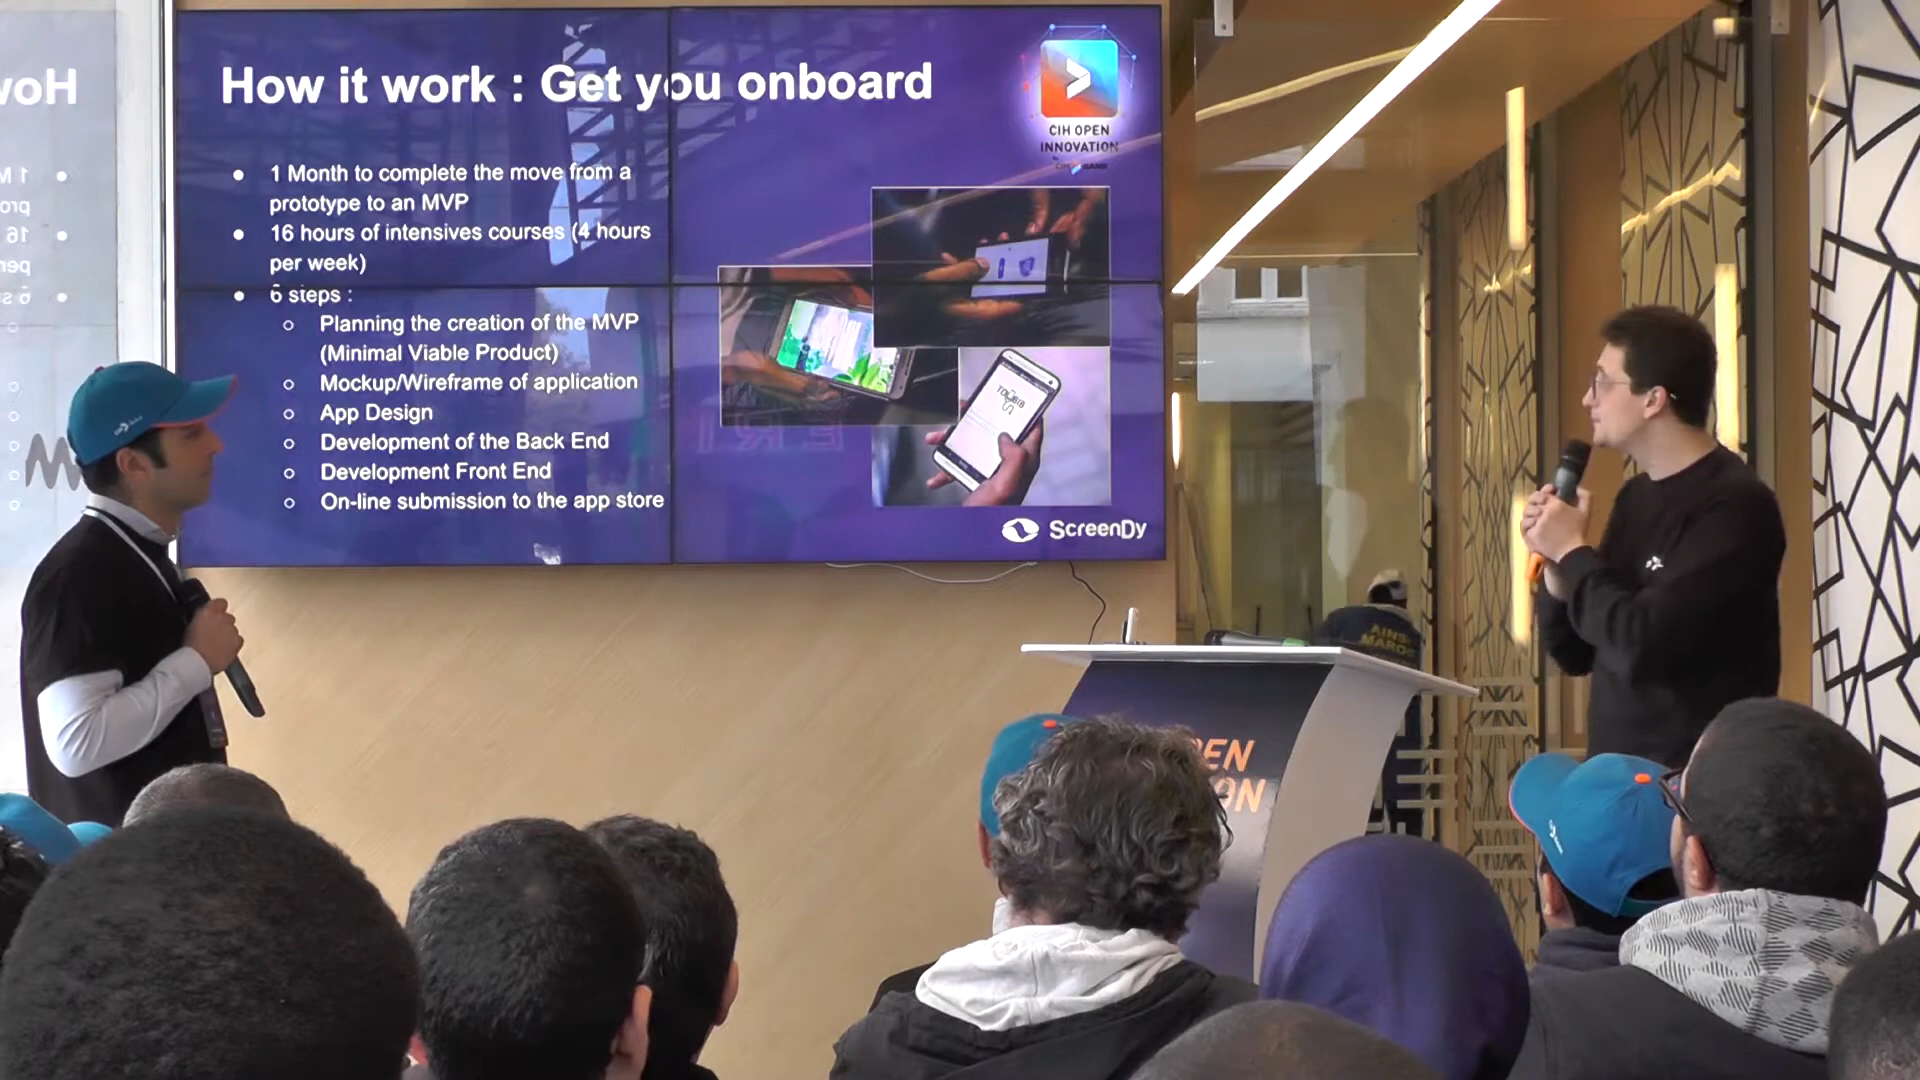 How it work : Get you onboard
CIH OPEN
INNOVATION
● 1 Month to complete the move from a
prototype to an MVP
● 16 hours of intensives courses (4 hours
per week)
● 6 steps :
○ Planning the creation of the MVP
(Minimal Viable Product)
○ Mockup/Wireframe of application
○ App Design
○ Development of the Back End
○ Development Front End
○ On-line submission to the app store
TOUBIB
ScreenDy
MAROC